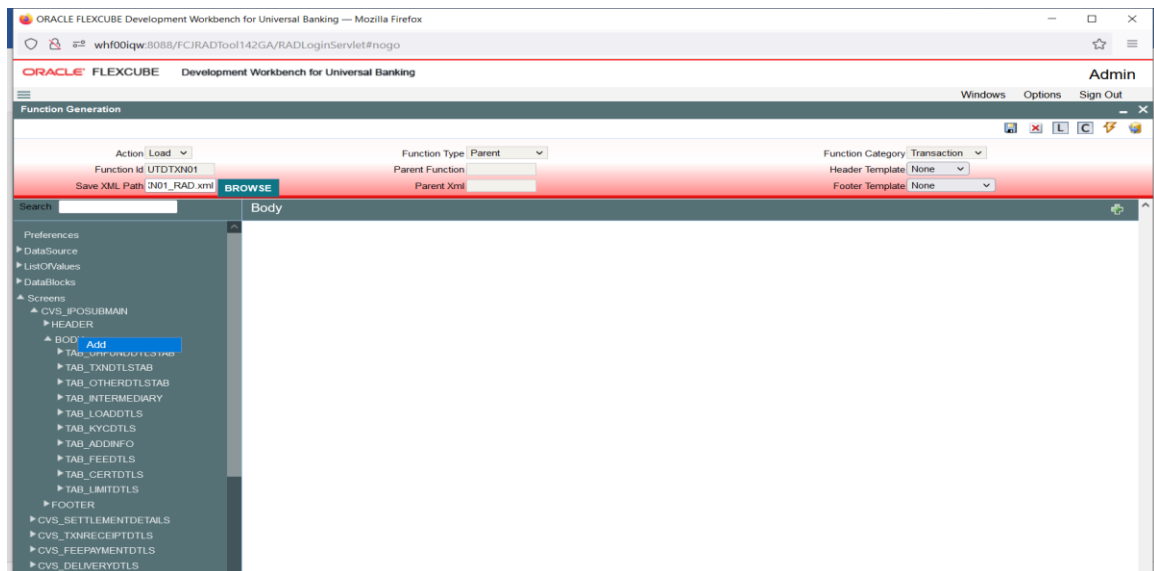 ORACLE FLEXCUBE Development Workbench for Universal Banking — Mozilla Firefox
whf00iqw:8088/FCJRADTool142GA/RADLoginServlet#nogo
ORACLE FLEXCUBE Development Workbench for Universal Banking Admin
Windows Options Sign Out
Function Generation
L C
Action Load Function Type Parent Function Category Transaction
Function Id UTDTXN01 Parent Function Header Template None
Save XML Path :N01_RAD.xml BROWSE Parent Xml Footer Template None
Search Body
Preferences
DataSource
ListOfValues
DataBlocks
Screens
CVS_IPOSUBMAIN
HEADER
BOD
Add
TAB_TXNDTLSTAB
TAB_OTHERDTLSTAB
TAB_INTERMEDIARY
TAB_LOADDTLS
TAB_KYCDTLS
TAB_ADDINFO
TAB_FEEDTLS
TAB_CERTDTLS
TAB_LIMITDTLS
FOOTER
CVS_SETTLEMENTDETAILS
CVS_TXNRECEIPTDTLS
CVS_FEEPAYMENTDTLS
CVS_DELIVERYDTLS